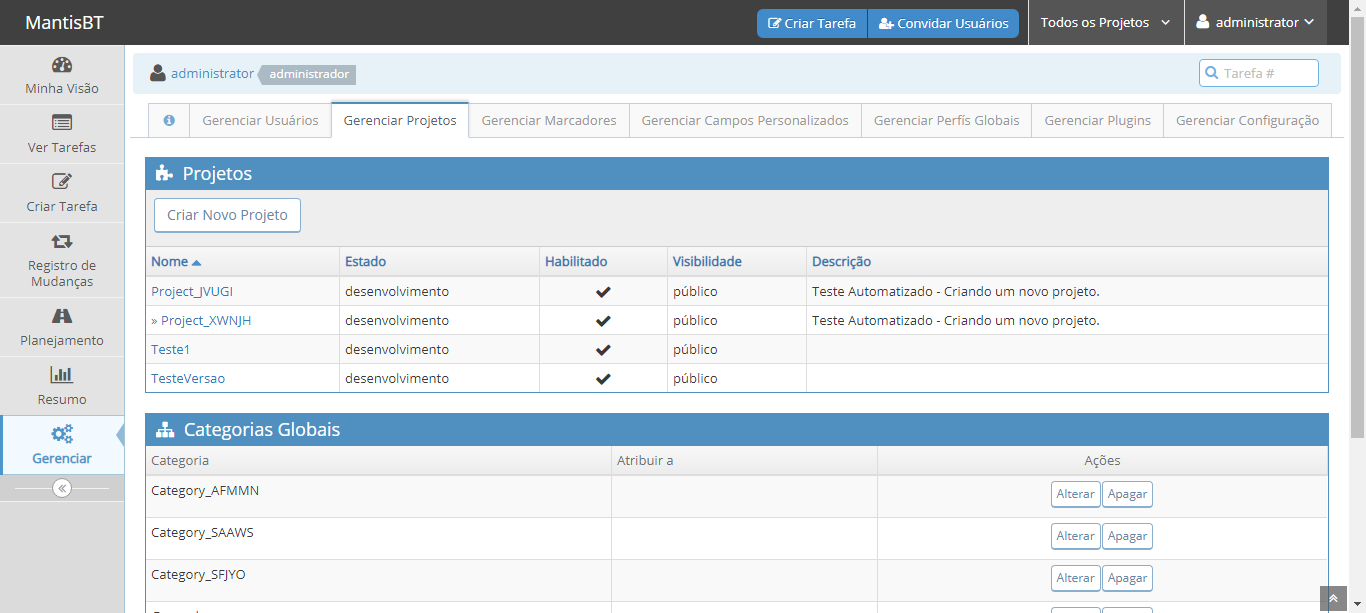 MantisBT
Criar Tarefa
Convidar Usuários
Todos os Projetos
administrator
Minha Visão
Ver Tarefas
Criar Tarefa
Registro de
Mudanças
Planejamento
Resumo
Gerenciar
administrator administrador
Tarefa #
Gerenciar Usuários
Gerenciar Projetos
Gerenciar Marcadores
Gerenciar Campos Personalizados
Gerenciar Perfís Globais
Gerenciar Plugins
Gerenciar Configuração
Projetos
Criar Novo Projeto
Nome Estado Habilitado Visibilidade Descrição
Project_JVUGI desenvolvimento público Teste Automatizado - Criando um novo projeto.
» Project_XWNJH desenvolvimento público Teste Automatizado - Criando um novo projeto.
Teste1 desenvolvimento público
TesteVersao desenvolvimento público
Categorias Globais
Categoria Atribuir a Ações
Category_AFMMN Alterar Apagar
Category_SAAWS Alterar Apagar
Category_SFJYO Alterar Apagar